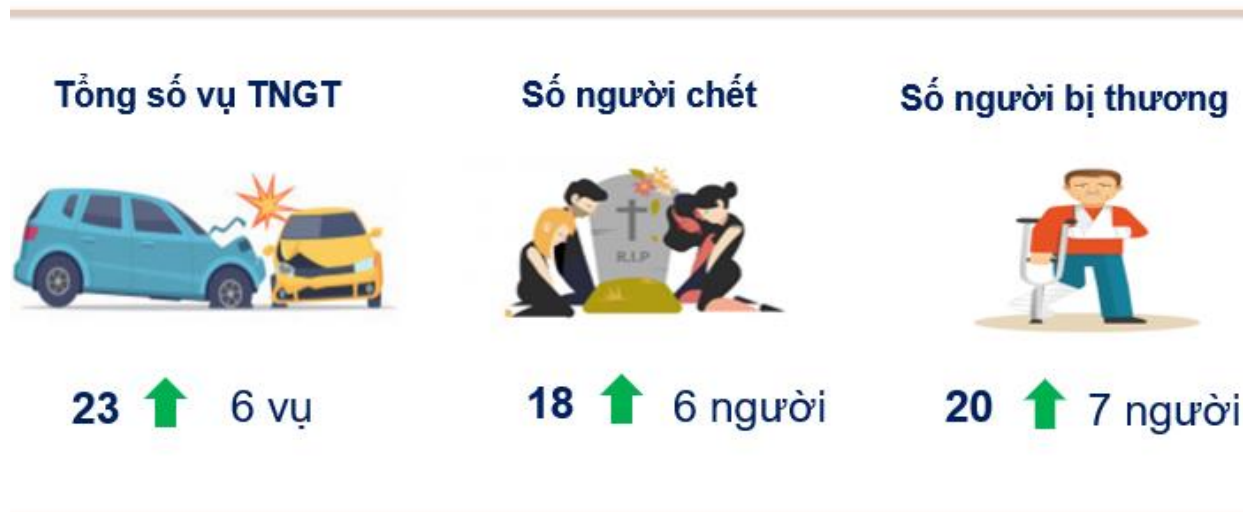 Tổng số vụ TNGT
Số người chết
Số người bị thương
R.I.P
23 6 vụ
18 6 người
20 7 người